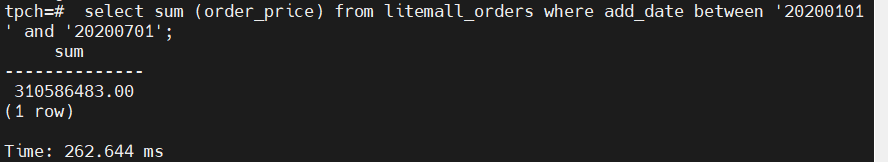 tpch=#  select sum (order_price) from litemall_orders where add_date between '20200101
' and '20200701';
     sum
--------------
 310586483.00
(1 row)

Time: 262.644 ms